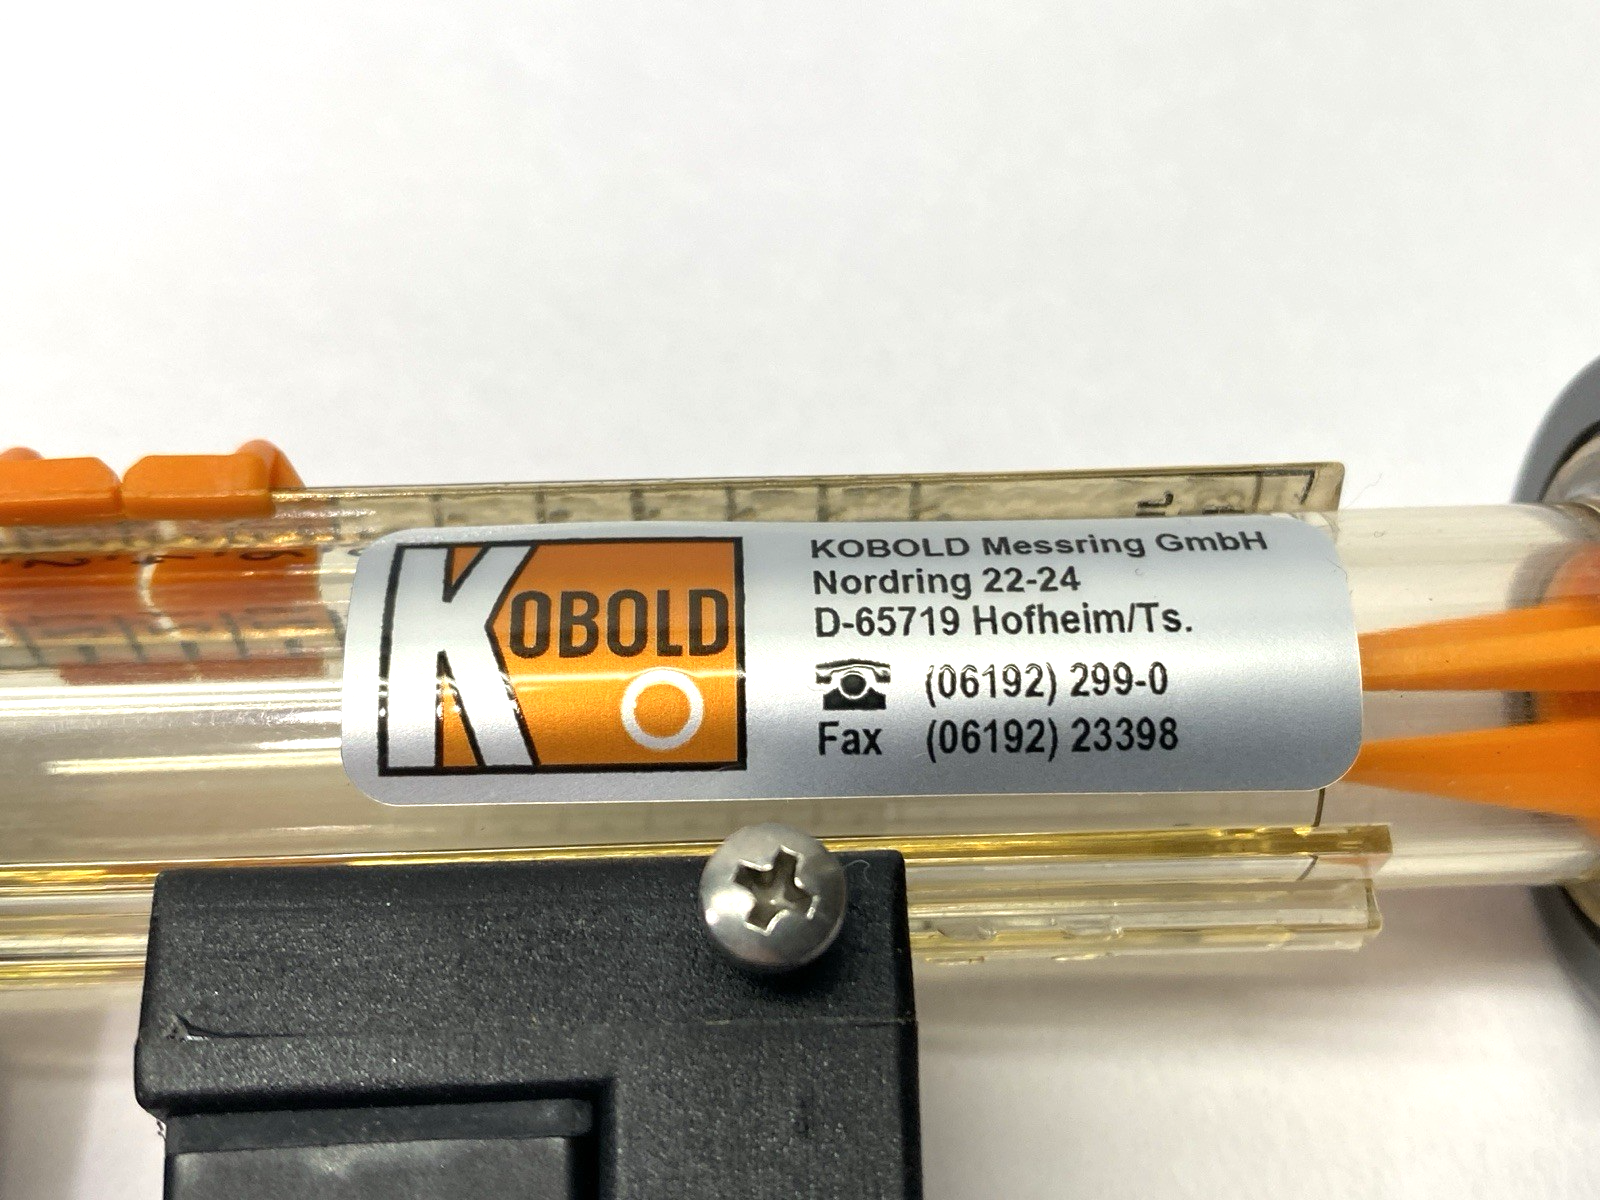 KOBOLD
KOBOLD Messring GmbH
Nordring 22-24
D-65719 Hofheim/Ts.
☎ (06192) 299-0
Fax (06192) 23398